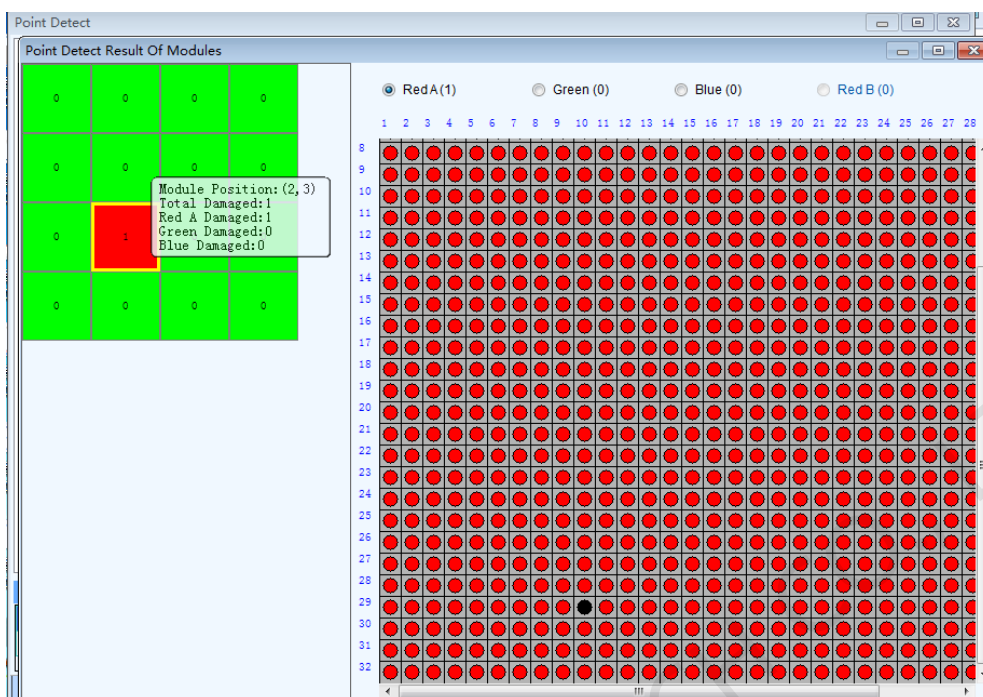 Point Detect
Point Detect Result Of Modules
0 0 0 0
0 0 0 0
0 1
0 0 0 0
Module Position:(2,3)
Total Damaged:1
Red A Damaged:1
Green Damaged:0
Blue Damaged:0
Red A (1) Green (0) Blue (0) Red B (0)
1 2 3 4 5 6 7 8 9 10 11 12 13 14 15 16 17 18 19 20 21 22 23 24 25 26 27 28
8
9
10
11
12
13
14
15
16
17
18
19
20
21
22
23
24
25
26
27
28
29
30
31
32